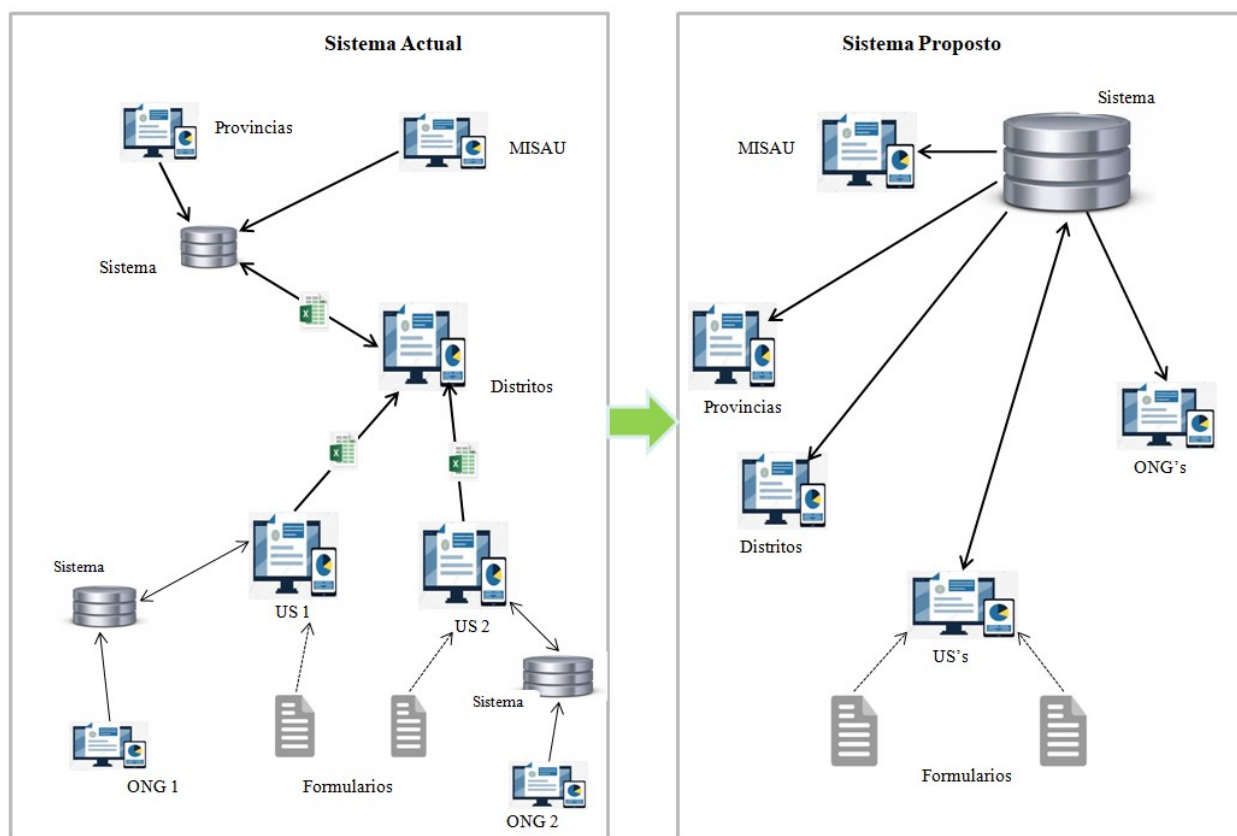 Sistema Actual
Provincias
MISAU
Sistema
Distritos
Sistema
US 1
US 2
Sistema
ONG 1
Formularios
ONG 2
Sistema Proposto
Sistema
MISAU
Provincias
ONG’s
Distritos
US’s
Formularios